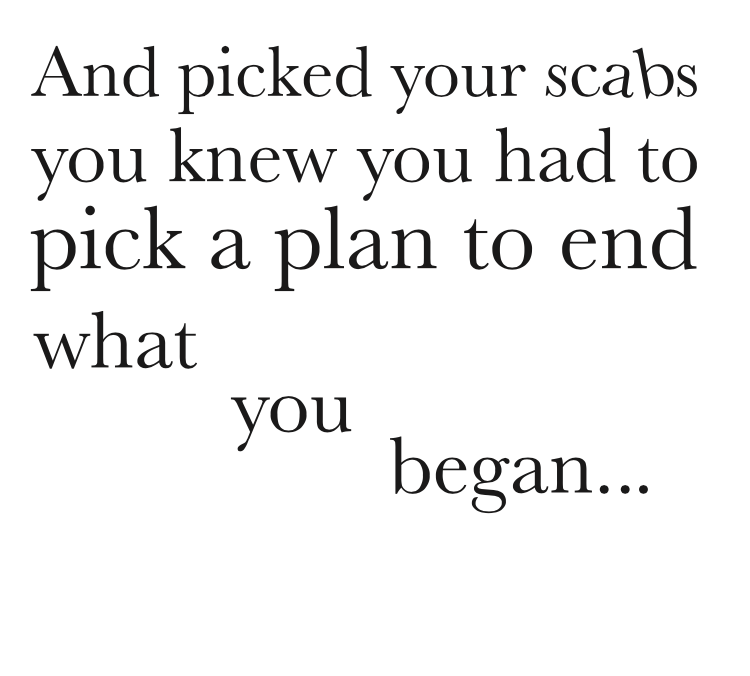 And picked your scabs
you knew you had to
pick a plan to end
what
you
began...